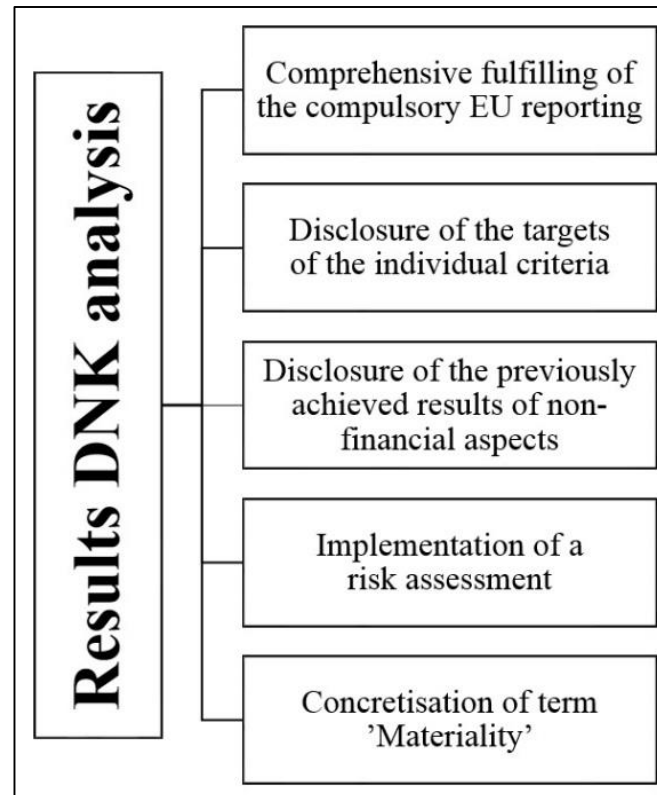 Results DNK analysis
Comprehensive fulfilling of
the compulsory EU reporting
Disclosure of the targets
of the individual criteria
Disclosure of the previously
achieved results of non-
financial aspects
Implementation of a
risk assessment
Concretisation of term
’Materiality’